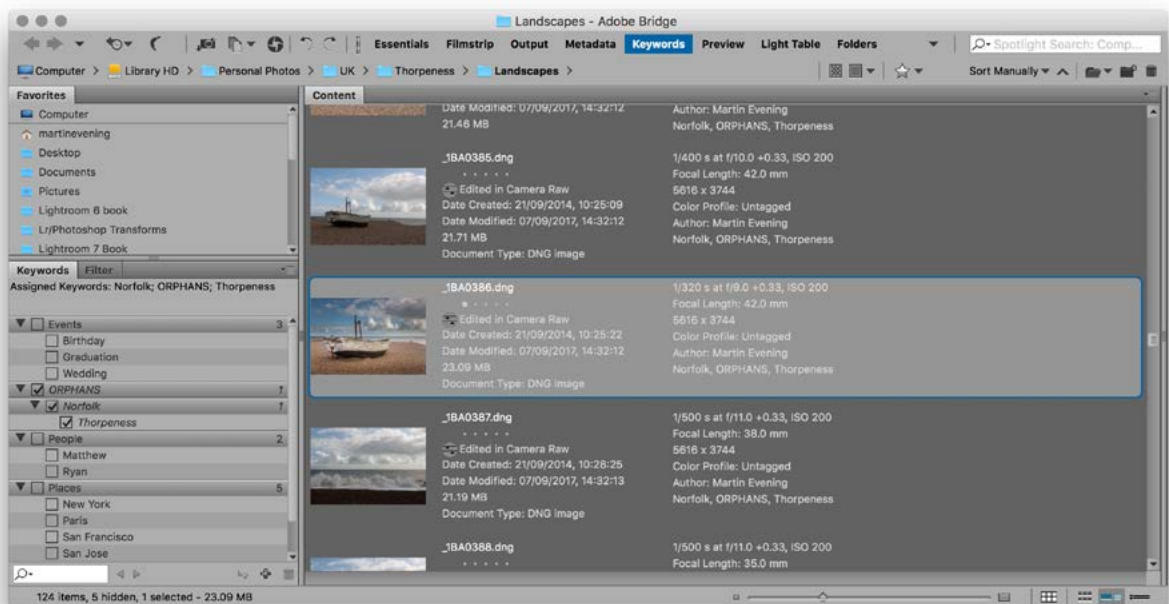 Landscapes - Adobe Bridge
Essentials Filmstrip Output Metadata Keywords Preview Light Table Folders
Spotlight Search: Comp...
Computer > Library HD > Personal Photos > UK > Thorpeness > Landscapes >
Sort Manually
Favorites
Computer
martinevening
Desktop
Documents
Pictures
Lightroom 6 book
Lr/Photoshop Transforms
Lightroom 7 Book
Keywords Filter
Assigned Keywords: Norfolk; ORPHANS; Thorpeness
Events 3
Birthday
Graduation
Wedding
ORPHANS 1
Norfolk 1
Thorpeness
People 2
Matthew
Ryan
Places 5
New York
Paris
San Francisco
San Jose
Content
Date Modified: 07/09/2017, 14:32:12
21.46 MB
Author: Martin Evening
Norfolk, ORPHANS, Thorpeness
_1BA0385.dng
Edited in Camera Raw
Date Created: 21/09/2014, 10:25:09
Date Modified: 07/09/2017, 14:32:12
21.71 MB
Document Type: DNG image
1/400 s at f/10.0 +0.33, ISO 200
Focal Length: 42.0 mm
5616 x 3744
Color Profile: Untagged
Author: Martin Evening
Norfolk, ORPHANS, Thorpeness
_1BA0386.dng
Edited in Camera Raw
Date Created: 21/09/2014, 10:25:22
Date Modified: 07/09/2017, 14:32:12
23.09 MB
Document Type: DNG image
1/320 s at f/9.0 +0.33, ISO 200
Focal Length: 42.0 mm
5616 x 3744
Color Profile: Untagged
Author: Martin Evening
Norfolk, ORPHANS, Thorpeness
_1BA0387.dng
Edited in Camera Raw
Date Created: 21/09/2014, 10:28:25
Date Modified: 07/09/2017, 14:32:13
21.19 MB
Document Type: DNG image
1/500 s at f/11.0 +0.33, ISO 200
Focal Length: 38.0 mm
5616 x 3744
Color Profile: Untagged
Author: Martin Evening
Norfolk, ORPHANS, Thorpeness
_1BA0388.dng
1/500 s at f/11.0 +0.33, ISO 200
Focal Length: 35.0 mm
124 items, 5 hidden, 1 selected - 23.09 MB